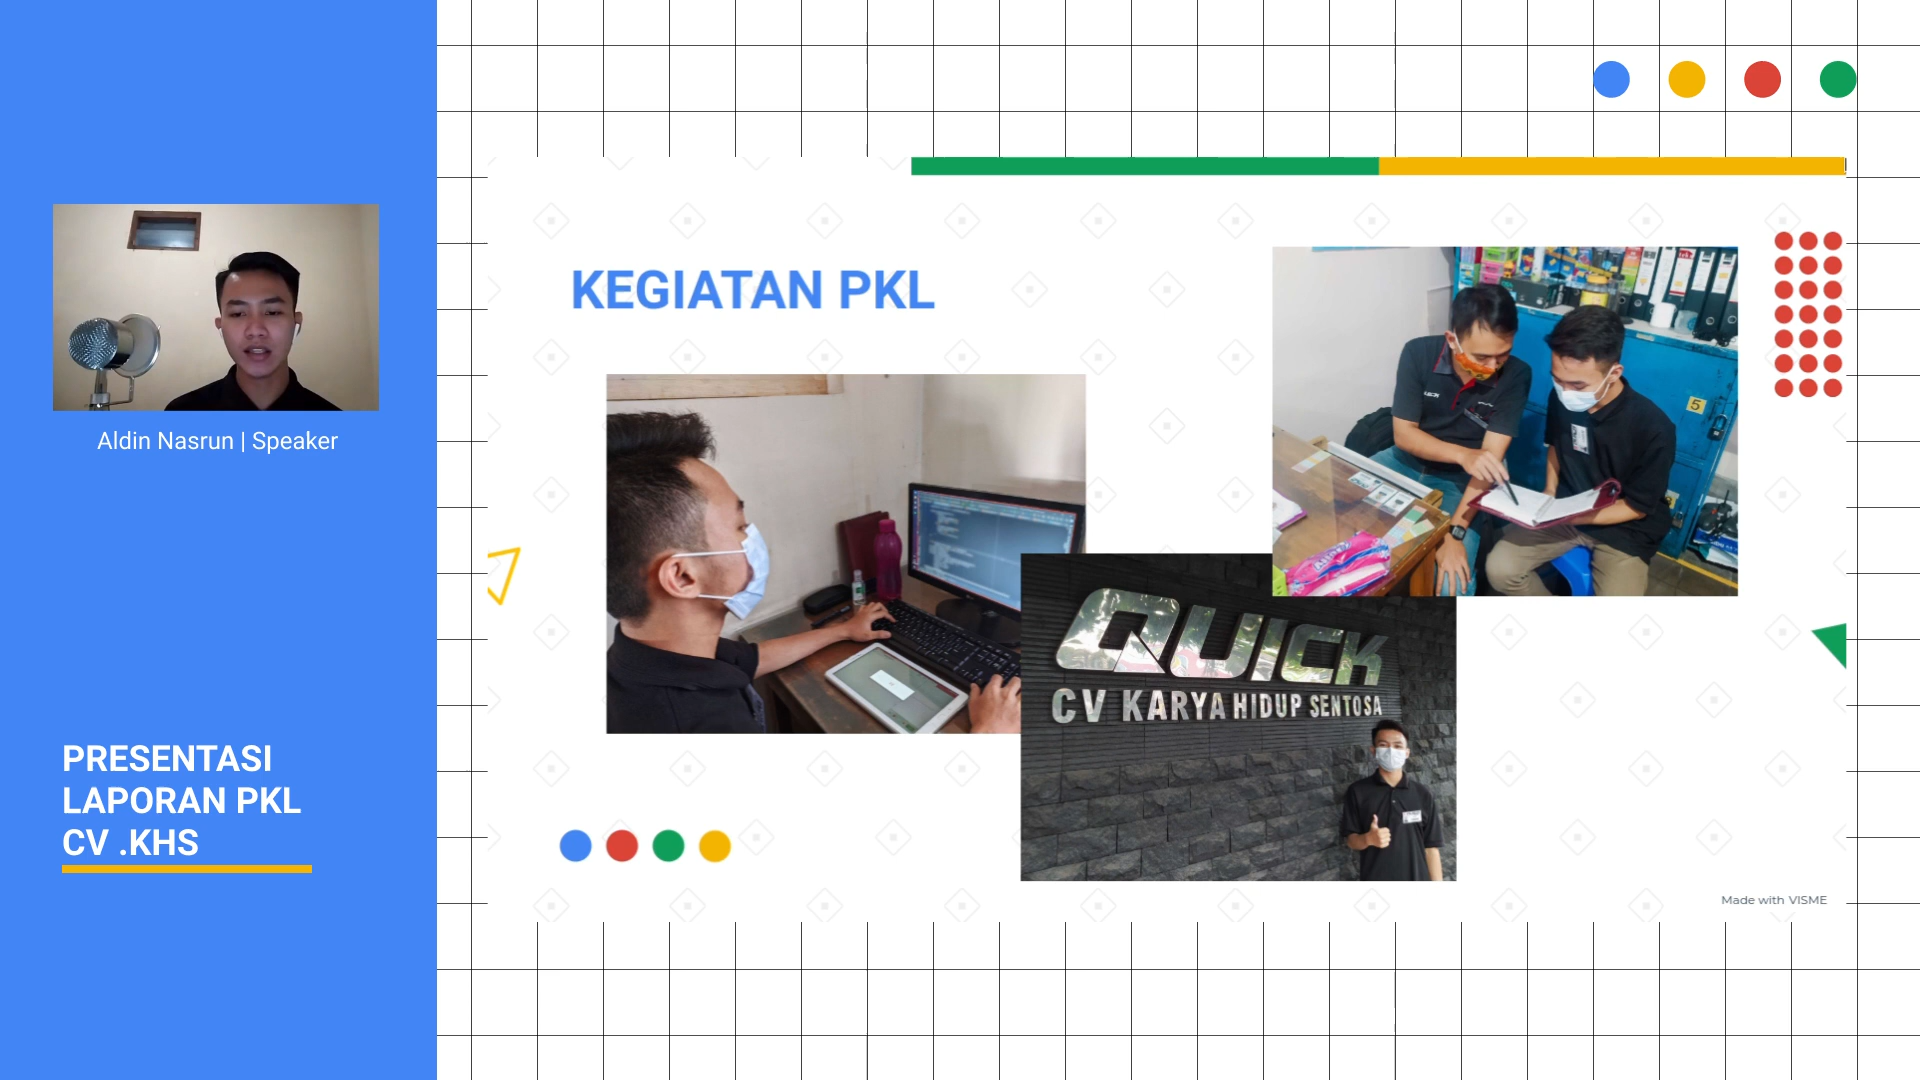 Aldin Nasrun | Speaker
PRESENTASI
LAPORAN PKL
CV .KHS
KEGIATAN PKL
5
QUICK
CV KARYA HIDUP SENTOSA
Made with VISME